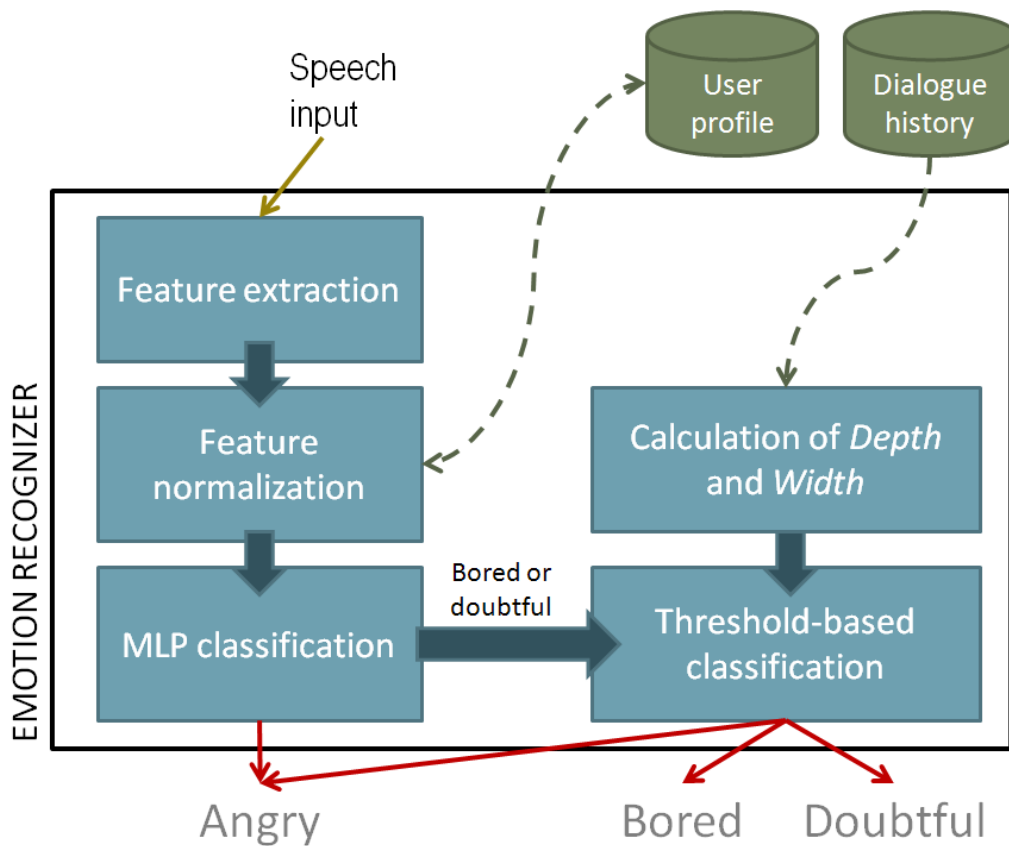 Speech
input
User
profile
Dialogue
history
EMOTION RECOGNIZER
Feature extraction
Feature
normalization
Calculation of Depth
and Width
MLP classification
Bored or
doubtful
Threshold-based
classification
Angry
Bored
Doubtful